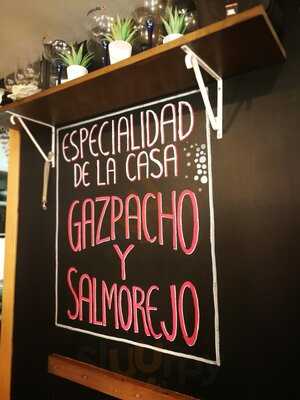 ESPECIALIDAD
DE LA CASA
GAZPACHO
Y
SALMOREJO